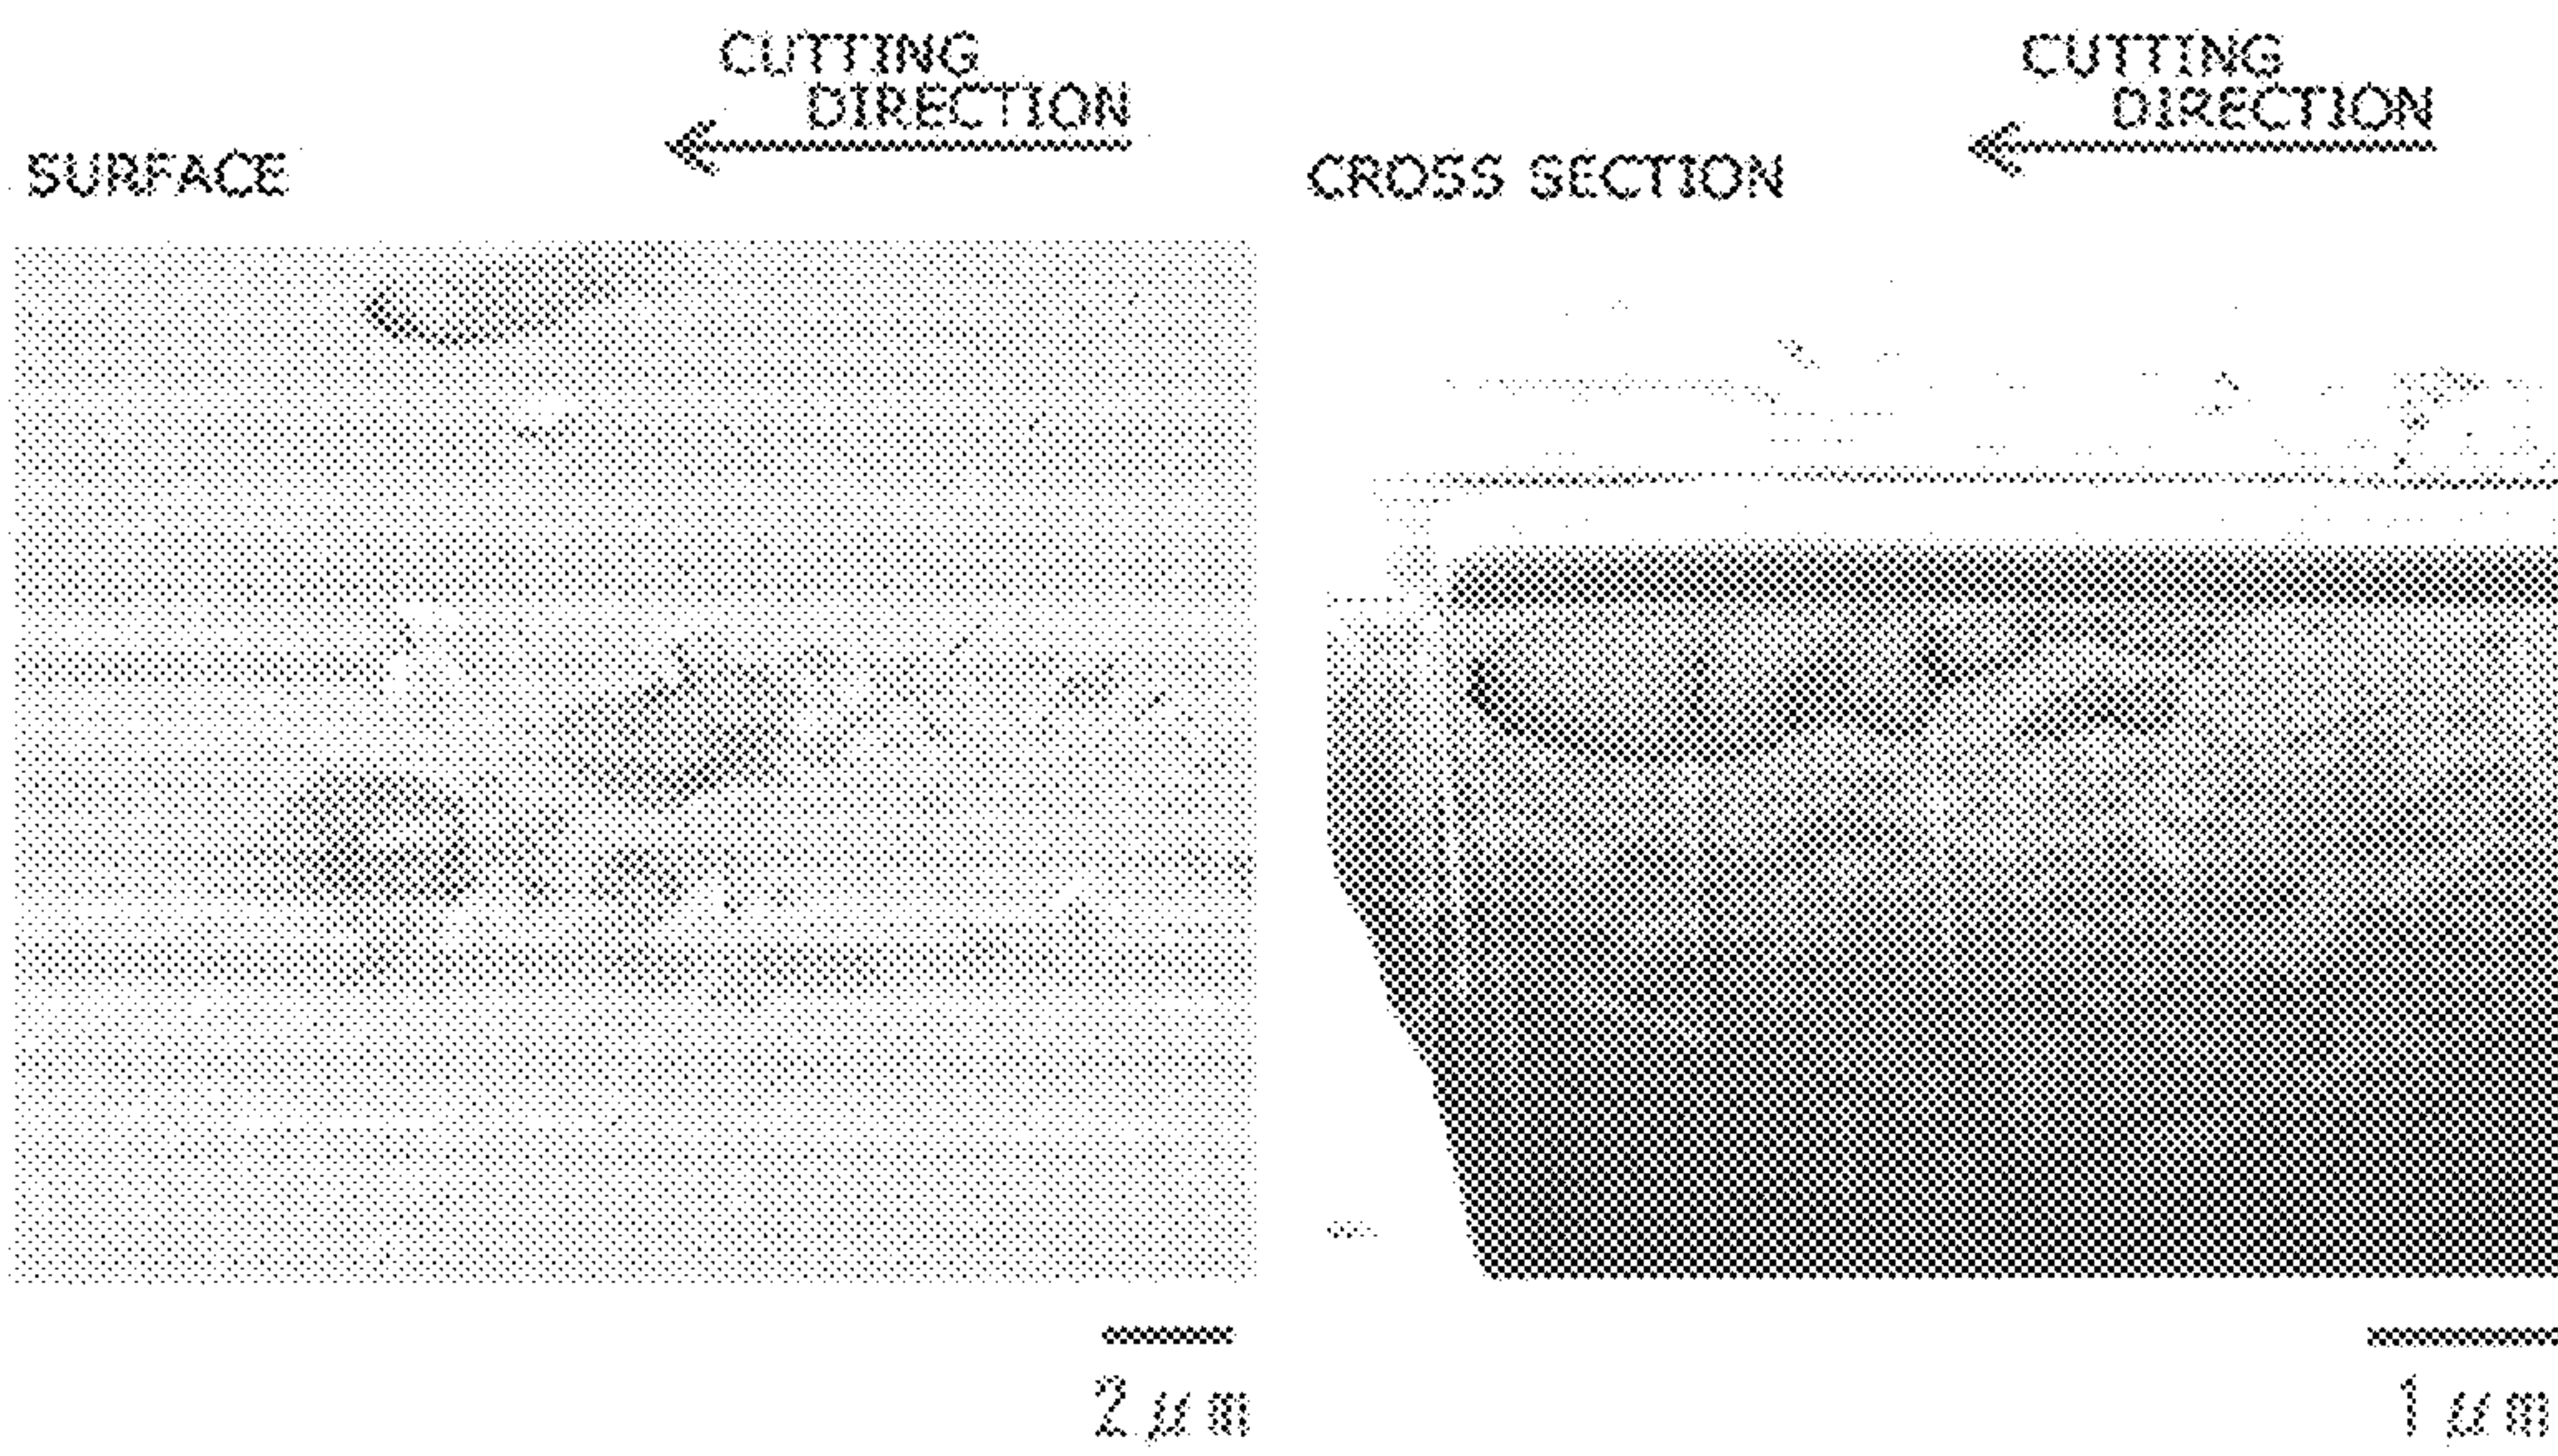 SURFACE
CUTTING
DIRECTION
CROSS SECTION
CUTTING
DIRECTION
2 μm
1 μm